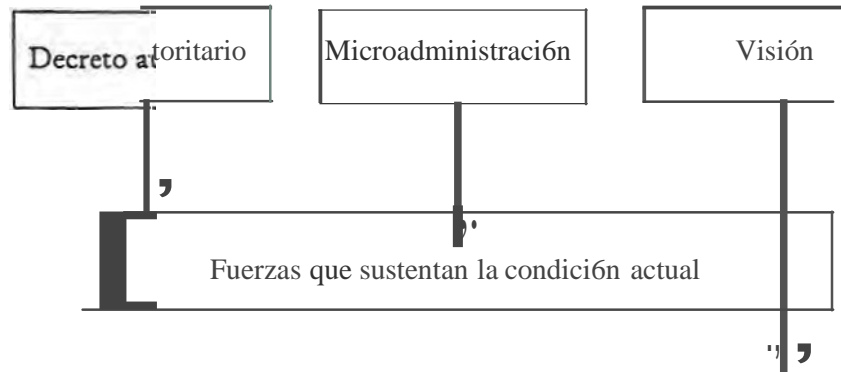 Decreto autoritario
Microadministraci6n
Visión
Fuerzas que sustentan la condici6n actual